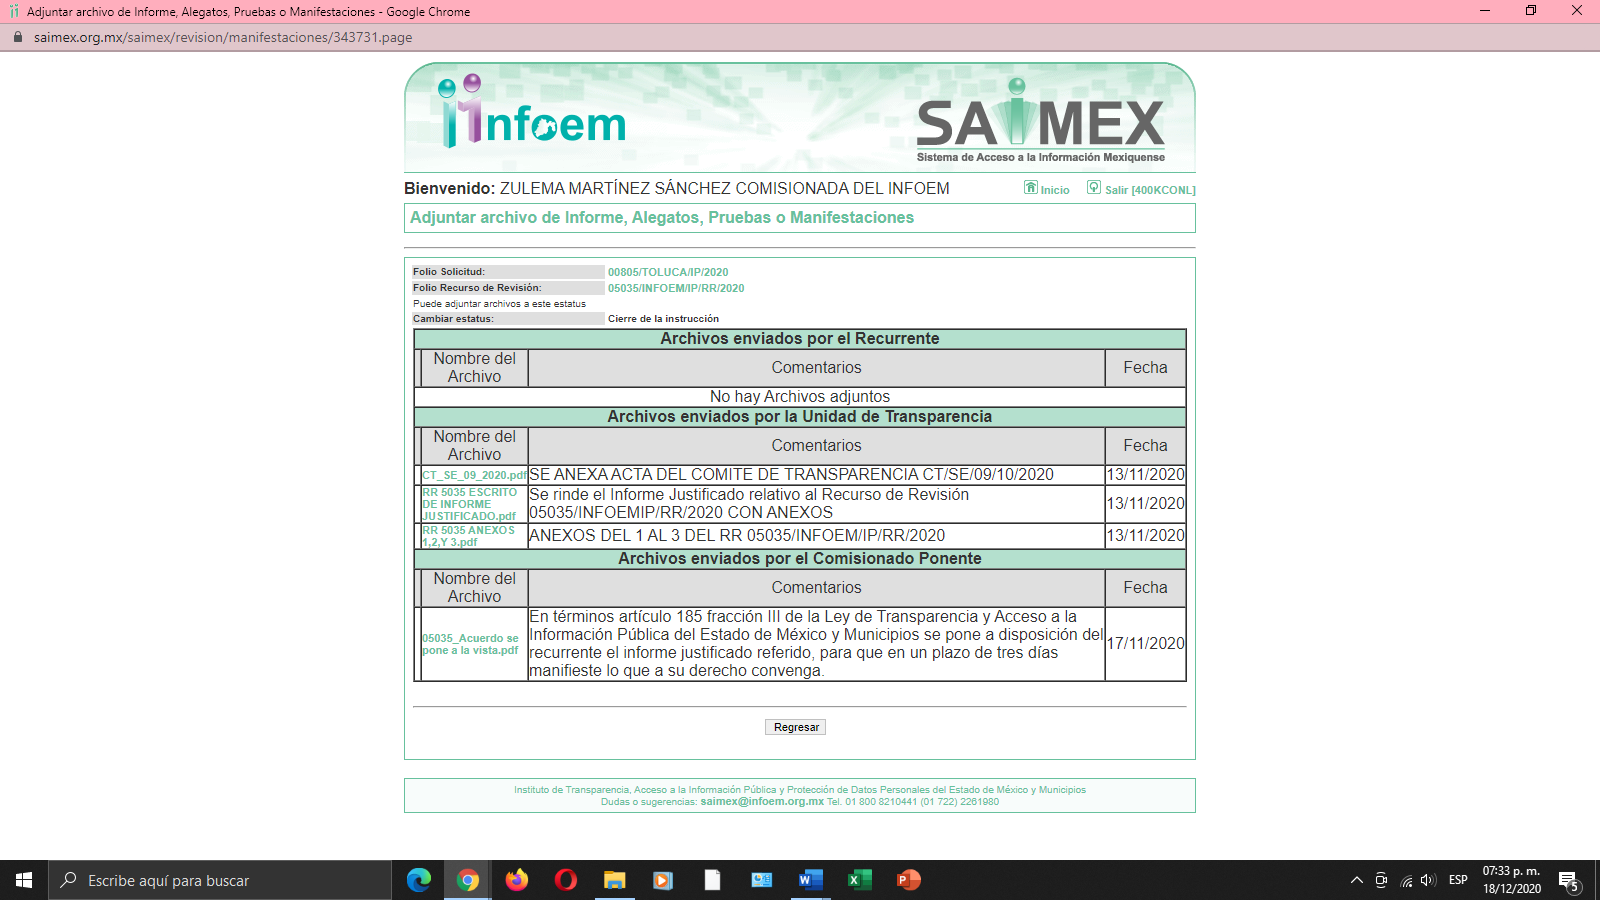 Adjuntar archivo de Informe, Alegatos, Pruebas o Manifestaciones - Google Chrome
saimex.org.mx/saimex/revision/manifestaciones/343731.page
infoem
SAIMEX
Sistema de Acceso a la Información Mexiquense
Bienvenido: ZULEMA MARTÍNEZ SÁNCHEZ COMISIONADA DEL INFOEM
Inicio Salir [400KCONL]
Adjuntar archivo de Informe, Alegatos, Pruebas o Manifestaciones
Folio Solicitud: 00805/TOLUCA/IP/2020
Folio Recurso de Revisión: 05035/INFOEM/IP/RR/2020
Puede adjuntar archivos a este estatus
Cambiar estatus: Cierre de la instrucción
Archivos enviados por el Recurrente
Nombre del Archivo Comentarios Fecha
No hay Archivos adjuntos
Archivos enviados por la Unidad de Transparencia
Nombre del Archivo Comentarios Fecha
CT_SE_09_2020.pdf SE ANEXA ACTA DEL COMITE DE TRANSPARENCIA CT/SE/09/10/2020 13/11/2020
RR 5035 ESCRITO
DE INFORME
JUSTIFICADO.pdf
Se rinde el Informe Justificado relativo al Recurso de Revisión
05035/INFOEMIP/RR/2020 CON ANEXOS
13/11/2020
RR 5035 ANEXOS
1,2,Y 3.pdf
ANEXOS DEL 1 AL 3 DEL RR 05035/INFOEM/IP/RR/2020
13/11/2020
Archivos enviados por el Comisionado Ponente
Nombre del Archivo Comentarios Fecha
05035_Acuerdo se
pone a la vista.pdf
En términos artículo 185 fracción III de la Ley de Transparencia y Acceso a la
Información Pública del Estado de México y Municipios se pone a disposición del
recurrente el informe justificado referido, para que en un plazo de tres días
manifieste lo que a su derecho convenga.
17/11/2020
Regresar
Instituto de Transparencia, Acceso a la Información Pública y Protección de Datos Personales del Estado de México y Municipios
Dudas o sugerencias: saimex@infoem.org.mx Tel. 01 800 8210441 (01 722) 2261980
Escribe aquí para buscar
ESP
07:33 p. m.
18/12/2020
5